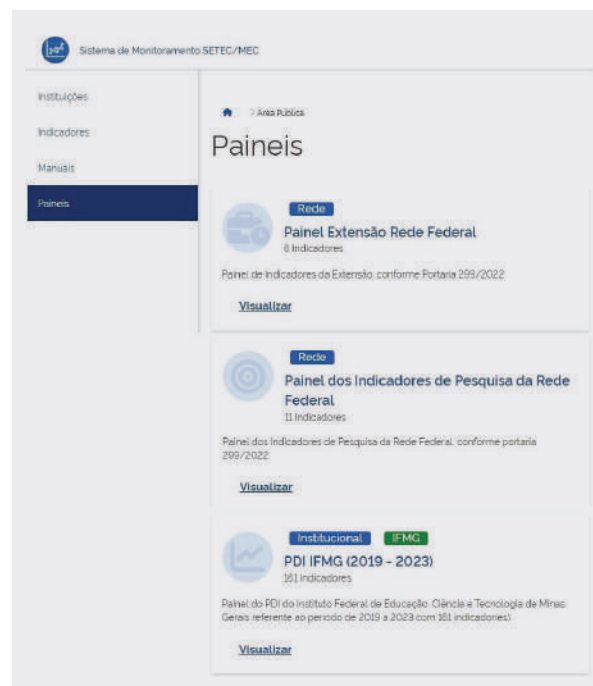 Sistema de Monitoramento SETEC/MEC
Instituições
Indicadores
Manuais
Paineis
Área Pública
Paineis
Rede
Painel Extensão Rede Federal
6 Indicadores
Painel de Indicadores da Extensão, conforme Portaria 299/2022
Visualizar
Rede
Painel dos Indicadores de Pesquisa da Rede
Federal
11 Indicadores
Painel dos Indicadores de Pesquisa da Rede Federal, conforme portaria
299/2022
Visualizar
Institucional IFMG
PDI IFMG (2019 - 2023)
161 Indicadores
Painel do PDI do Instituto Federal de Educação, Ciência e Tecnologia de Minas
Gerais referente ao período de 2019 a 2023 com 161 indicadories).
Visualizar